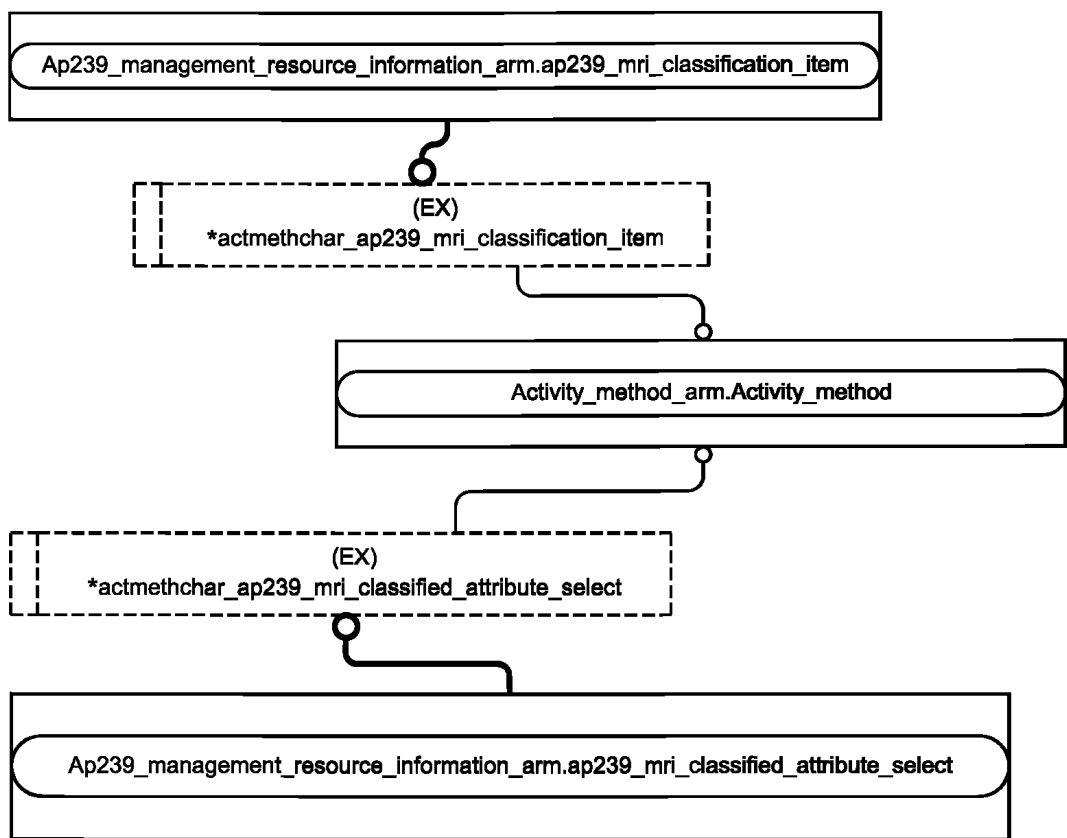 Ap239_management_resource_information_arm.ap239_mri_classification_item
(EX)
*actmethchar_ap239_mri_classification_item
Activity_method_arm.Activity_method
(EX)
*actmethchar_ap239_mri_classified_attribute_select
Ap239_management_resource_information_arm.ap239_mri_classified_attribute_select